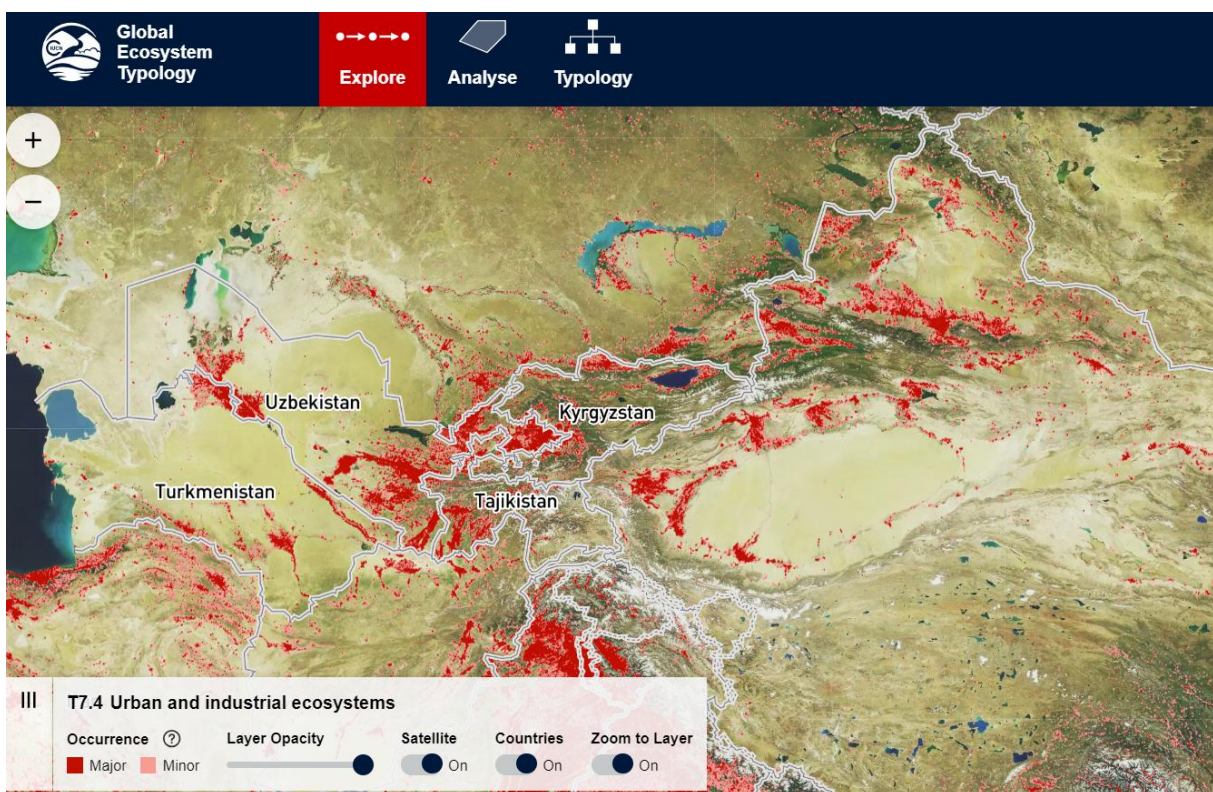 IUCN
Global
Ecosystem
Typology
Explore
Analyse
Typology
+
−
Uzbekistan
Kyrgyzstan
Turkmenistan
Tajikistan
T7.4 Urban and industrial ecosystems
Occurrence ?
Layer Opacity
Satellite
Countries
Zoom to Layer
Major
Minor
On
On
On